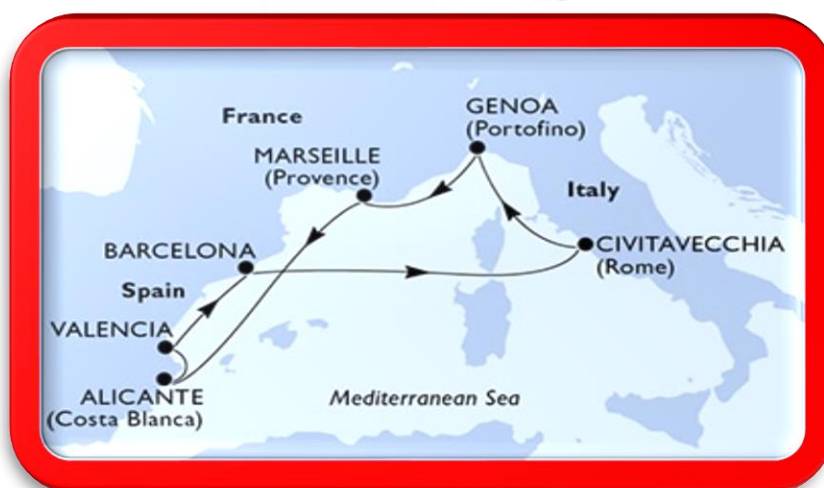 France
GENOA
(Portofino)
MARSEILLE
(Provence)
Italy
BARCELONA
CIVITAVECCHIA
(Rome)
Spain
VALENCIA
ALICANTE
(Costa Blanca)
Mediterranean Sea